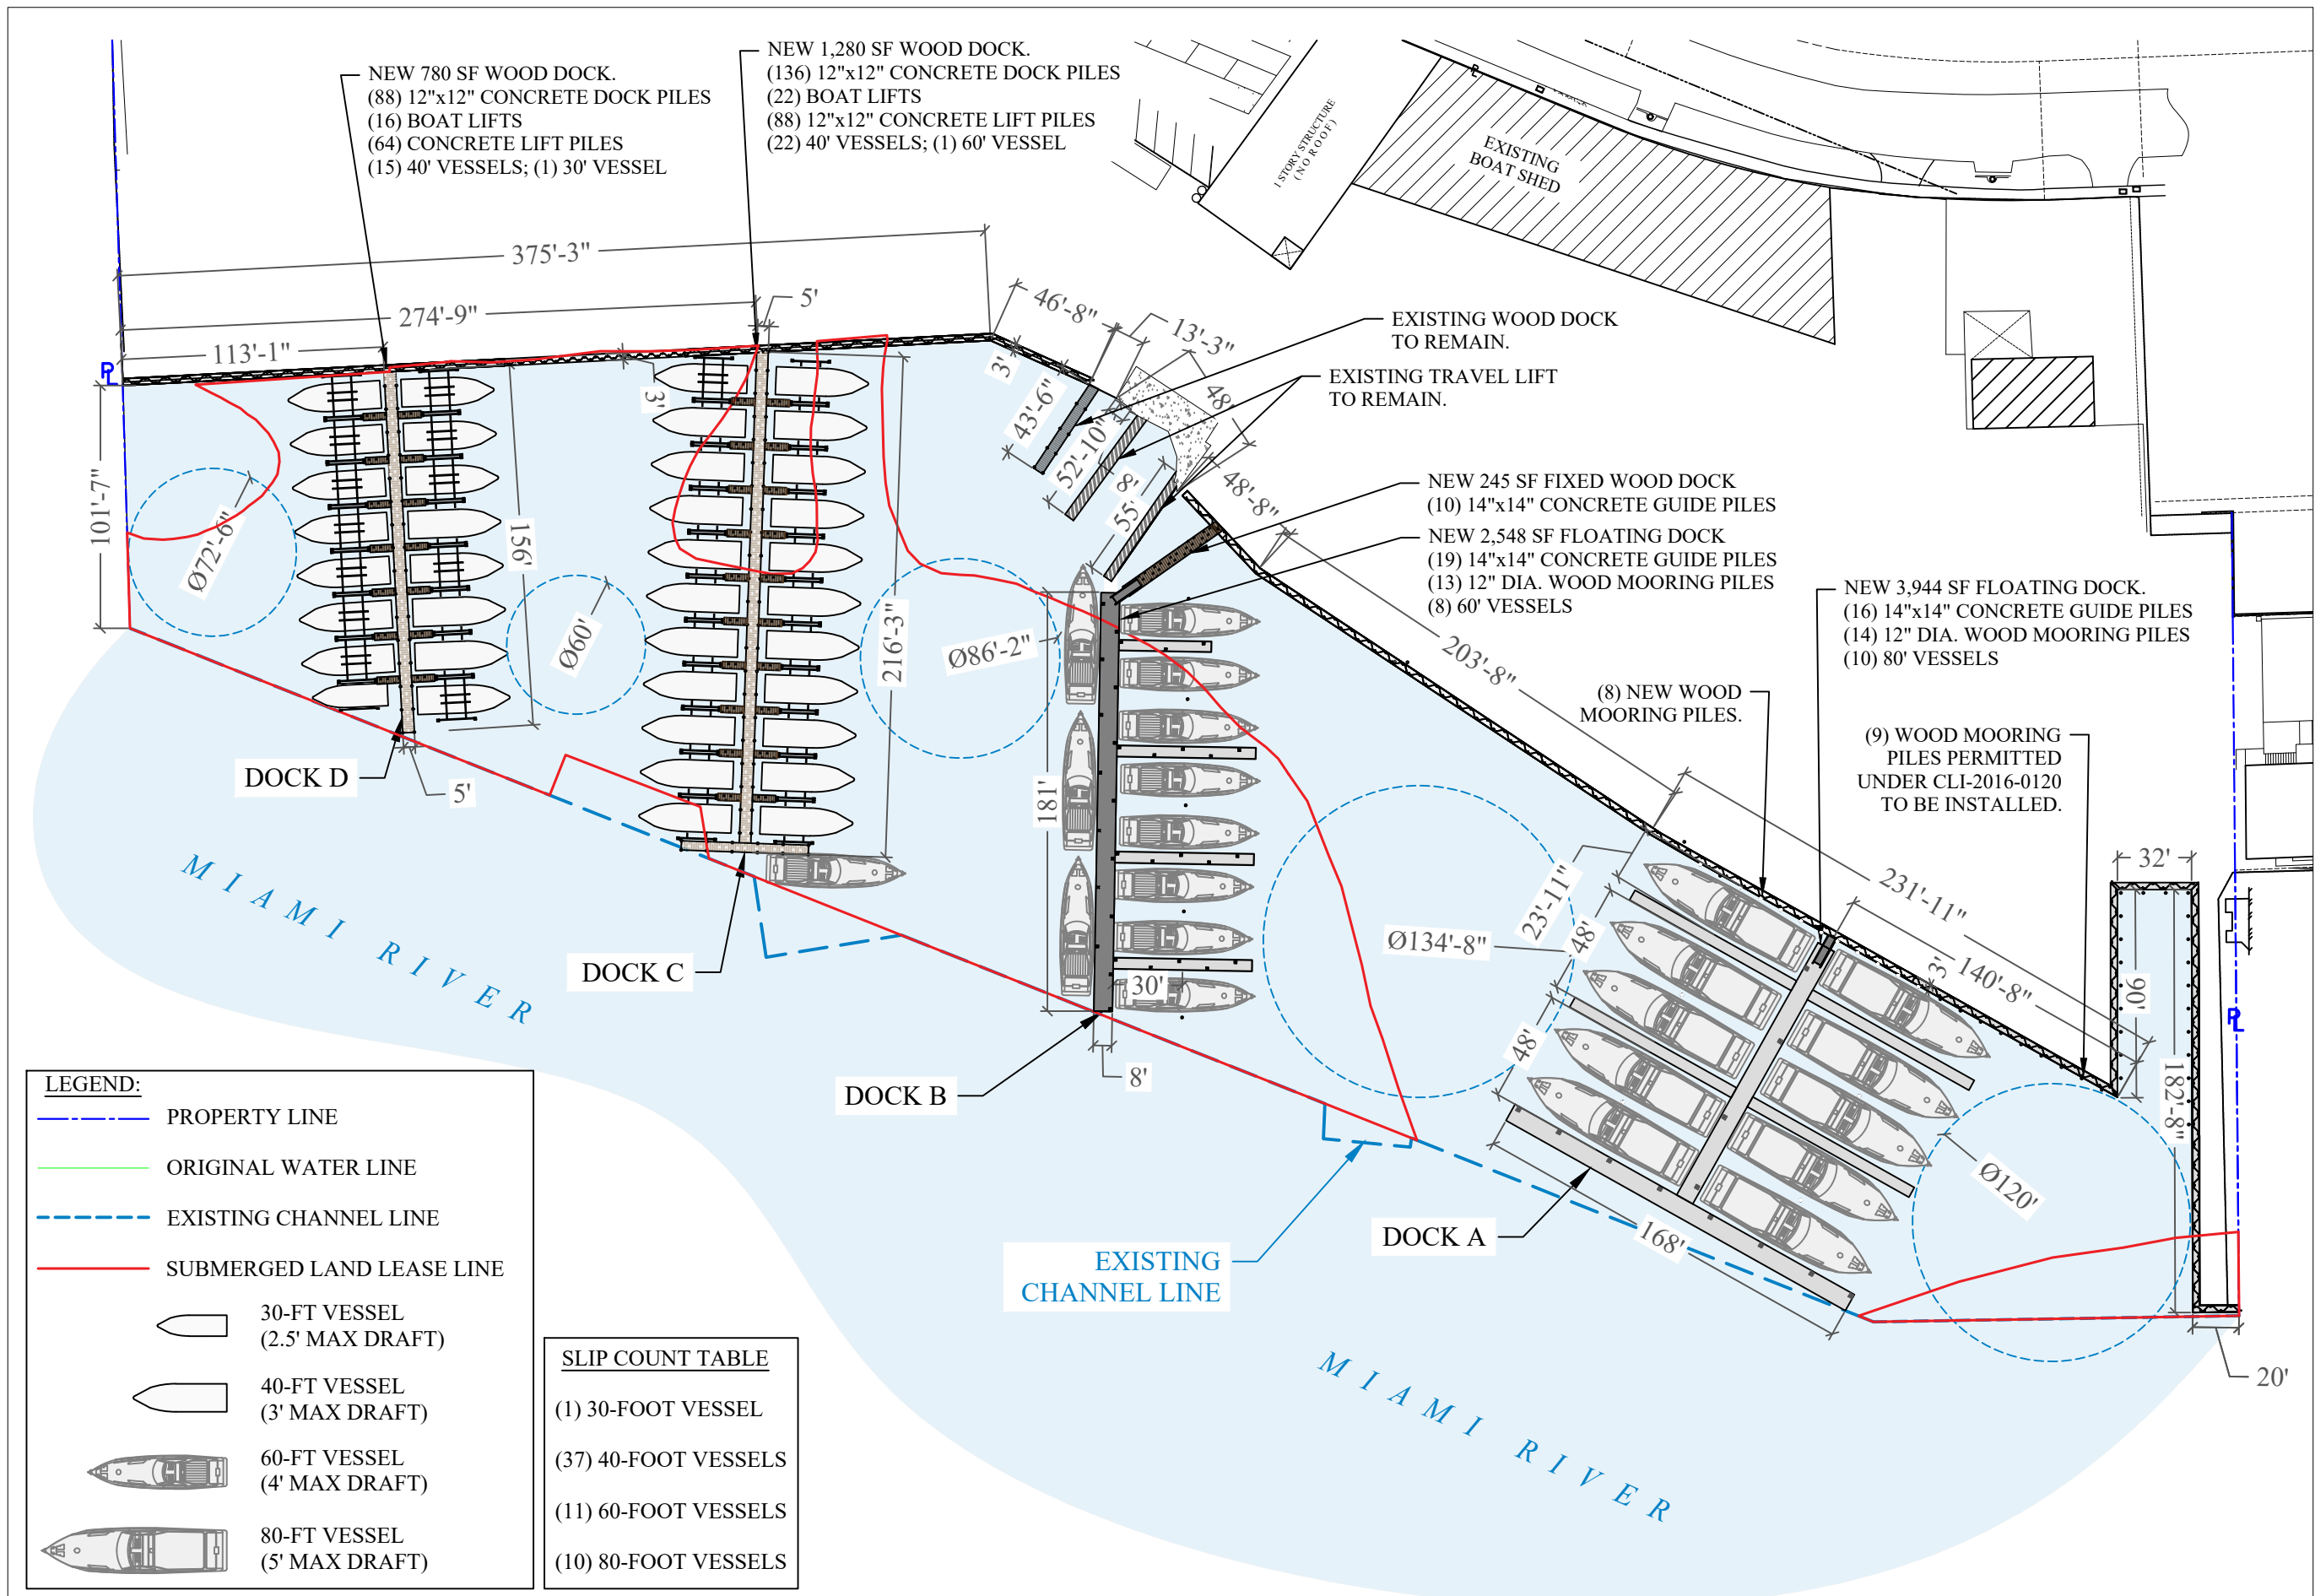 NEW 780 SF WOOD DOCK.
(88) 12"x12" CONCRETE DOCK PILES
(16) BOAT LIFTS
(64) CONCRETE LIFT PILES
(15) 40' VESSELS; (1) 30' VESSEL
NEW 1,280 SF WOOD DOCK.
(136) 12"x12" CONCRETE DOCK PILES
(22) BOAT LIFTS
(88) 12"x12" CONCRETE LIFT PILES
(22) 40' VESSELS; (1) 60' VESSEL
1 STORY STRUCTURE
(NO ROOF)
EXISTING
BOAT SHED
375'-3"
274'-9"
5'
113'-1"
46'-8"
13'-3"
EXISTING WOOD DOCK
TO REMAIN.
EXISTING TRAVEL LIFT
TO REMAIN.
3'
3'
43'-6"
52'-10"
48'
8'
55'
48'-8"
NEW 245 SF FIXED WOOD DOCK
(10) 14"x14" CONCRETE GUIDE PILES
NEW 2,548 SF FLOATING DOCK
(19) 14"x14" CONCRETE GUIDE PILES
(13) 12" DIA. WOOD MOORING PILES
(8) 60' VESSELS
NEW 3,944 SF FLOATING DOCK.
(16) 14"x14" CONCRETE GUIDE PILES
(14) 12" DIA. WOOD MOORING PILES
(10) 80' VESSELS
(8) NEW WOOD
MOORING PILES.
(9) WOOD MOORING
PILES PERMITTED
UNDER CLI-2016-0120
TO BE INSTALLED.
PL
101'-7"
Ø72'-6"
156'
Ø60'
216'-3"
Ø86'-2"
203'-8"
181'
DOCK D
5'
DOCK C
30'
8'
DOCK B
Ø134'-8"
23'-11"
48'
48'
231'-11"
3'
140'-8"
32'
90'
182'-8"
PL
Ø120'
168'
20'
DOCK A
EXISTING
CHANNEL LINE
MIAMI RIVER
MIAMI RIVER
LEGEND:
PROPERTY LINE
ORIGINAL WATER LINE
EXISTING CHANNEL LINE
SUBMERGED LAND LEASE LINE
30-FT VESSEL
(2.5' MAX DRAFT)
40-FT VESSEL
(3' MAX DRAFT)
60-FT VESSEL
(4' MAX DRAFT)
80-FT VESSEL
(5' MAX DRAFT)
SLIP COUNT TABLE
(1) 30-FOOT VESSEL
(37) 40-FOOT VESSELS
(11) 60-FOOT VESSELS
(10) 80-FOOT VESSELS